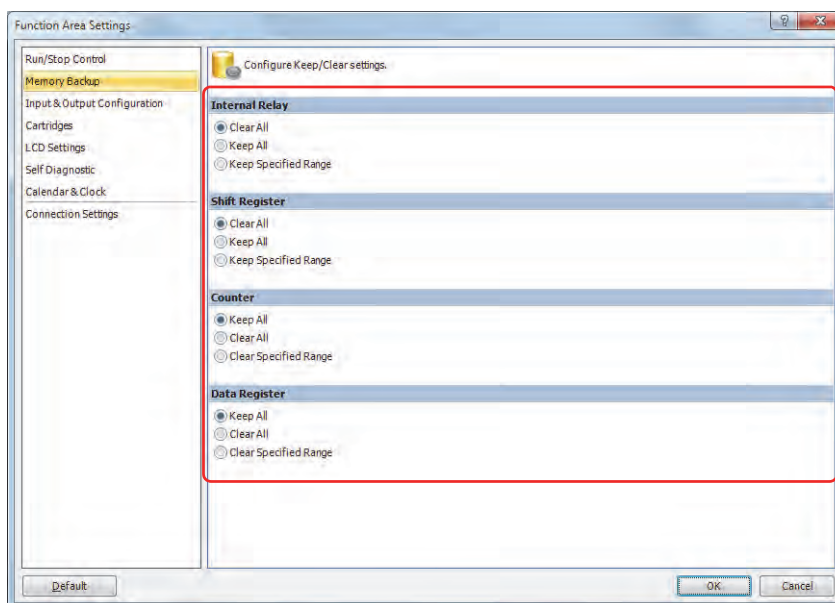 Function Area Settings
Run/Stop Control
Memory Backup
Input & Output Configuration
Cartridges
LCD Settings
Self Diagnostic
Calendar & Clock
Connection Settings
Configure Keep/Clear settings.
Internal Relay
Clear All
Keep All
Keep Specified Range
Shift Register
Clear All
Keep All
Keep Specified Range
Counter
Keep All
Clear All
Clear Specified Range
Data Register
Keep All
Clear All
Clear Specified Range
Default
OK
Cancel